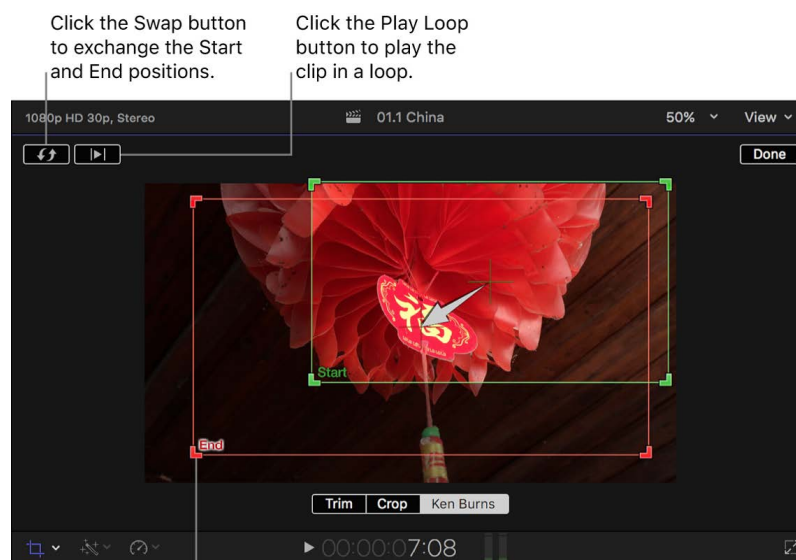 Click the Swap button
to exchange the Start
and End positions.
Click the Play Loop
button to play the
clip in a loop.
1080p HD 30p, Stereo
01.1 China
50%
View
Done
福
Start
End
Trim
Crop
Ken Burns
00:00:07:08